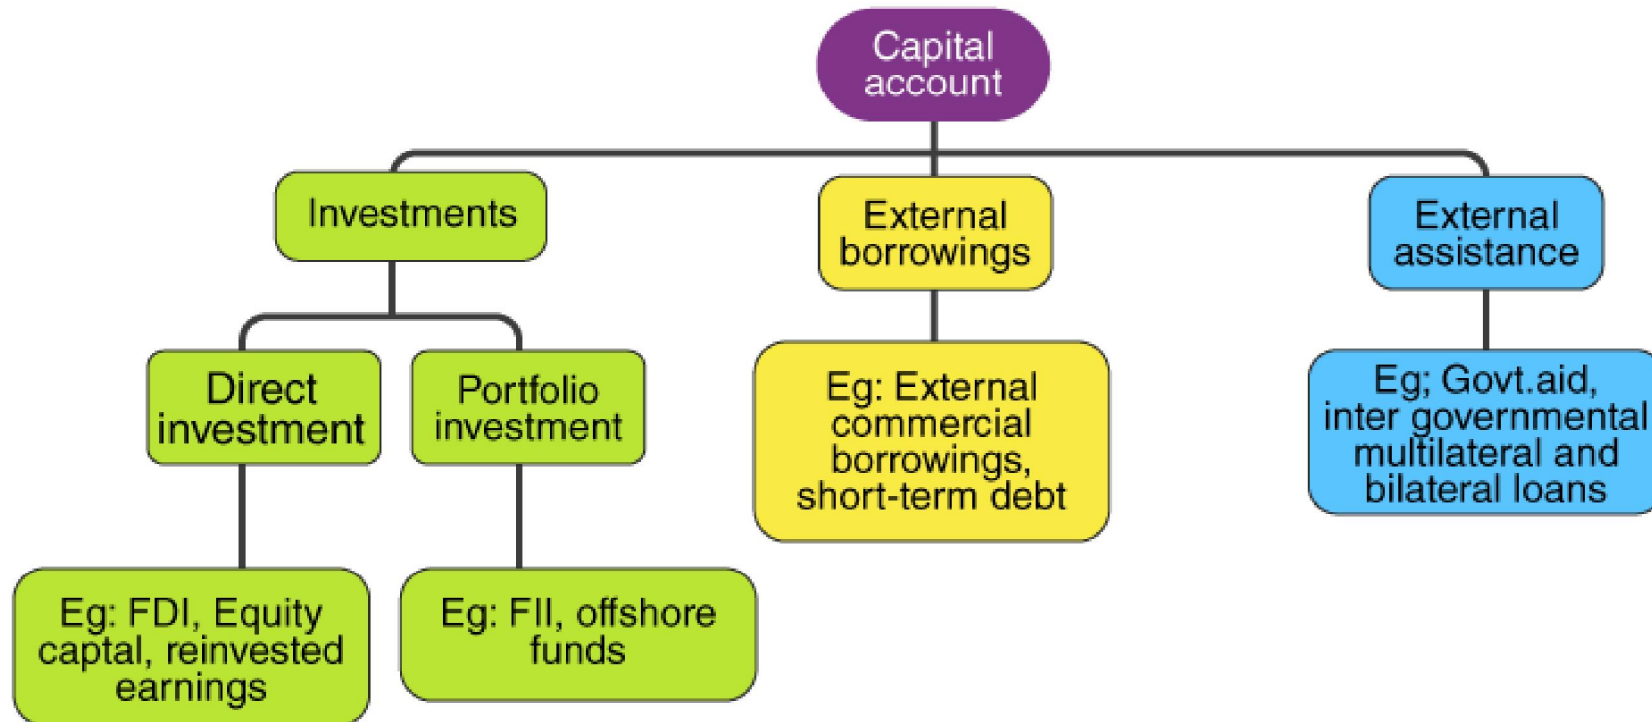 Capital
account
Investments
External
borrowings
External
assistance
Direct
investment
Portfolio
investment
Eg: External
commercial
borrowings,
short-term debt
Eg; Govt.aid,
inter governmental
multilateral and
bilateral loans
Eg: FDI, Equity
captal, reinvested
earnings
Eg: FII, offshore
funds